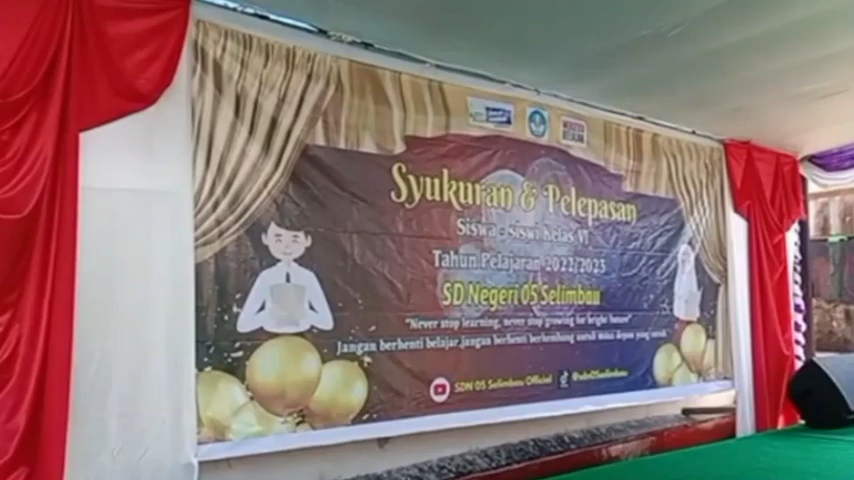 Syukuran & Pelepasan
Siswa - siswi Kelas VI
Tahun Pelajaran 2022/2023
SD Negeri 05 Selimbau
"Never stop learning, never stop growing for bright future"
Jangan berhenti belajar,jangan berhenti berkembang untuk masa depan yang cerah
SDN 05 Selimbau Official
@sdn05selimbau